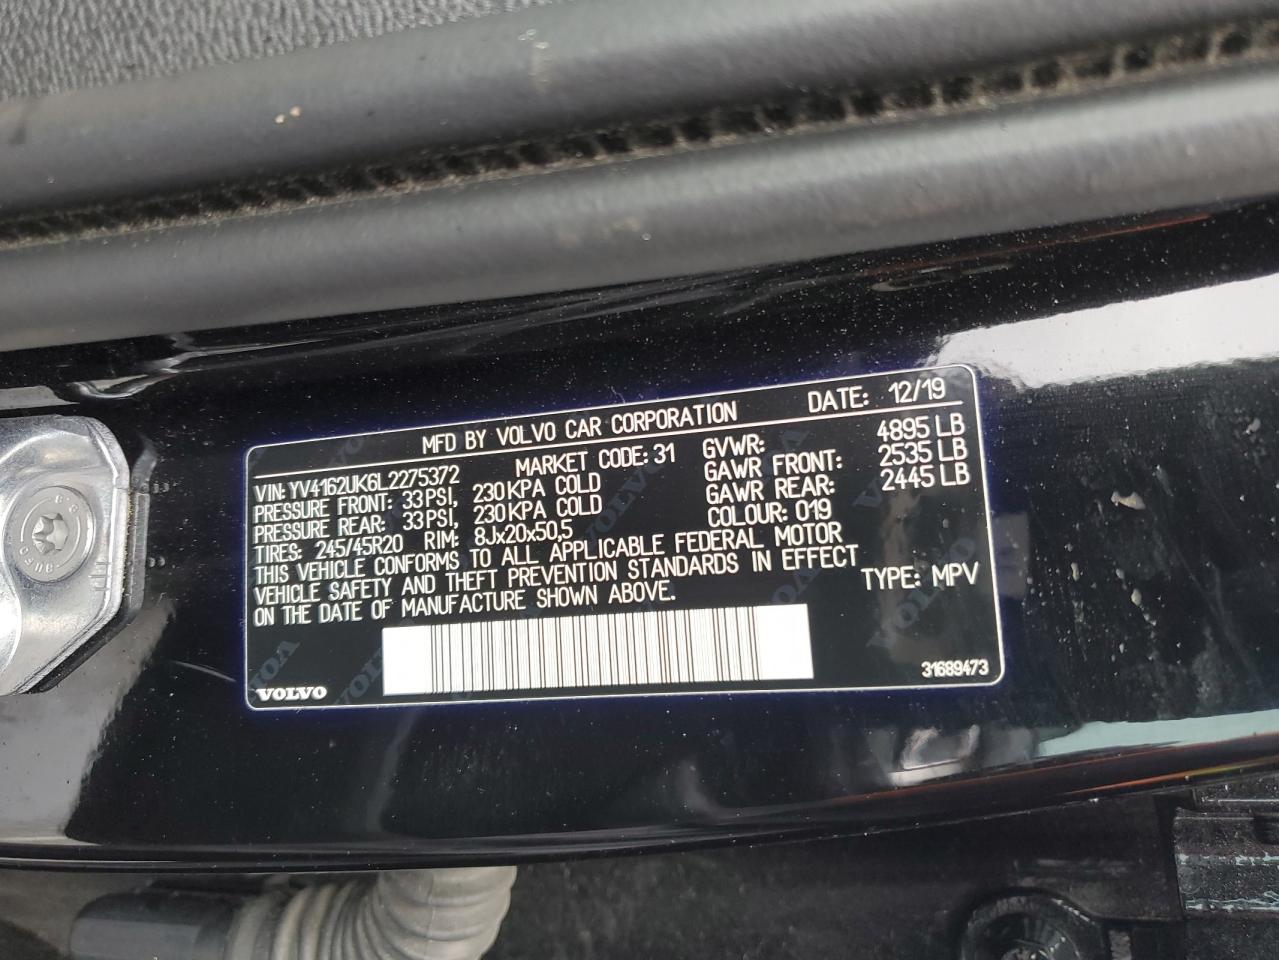 MFD BY VOLVO CAR CORPORATION DATE: 12/19
VIN: YV4162UK6L2275372 MARKET CODE: 31 GVWR: 4895 LB
PRESSURE FRONT: 33 PSI, 230 KPA COLD GAWR FRONT: 2535 LB
PRESSURE REAR: 33 PSI, 230 KPA COLD GAWR REAR: 2445 LB
TIRES: 245/45R20 RIM: 8Jx20x50,5 COLOUR: 019
THIS VEHICLE CONFORMS TO ALL APPLICABLE FEDERAL MOTOR
VEHICLE SAFETY AND THEFT PREVENTION STANDARDS IN EFFECT
ON THE DATE OF MANUFACTURE SHOWN ABOVE. TYPE: MPV
VOLVO 31689473